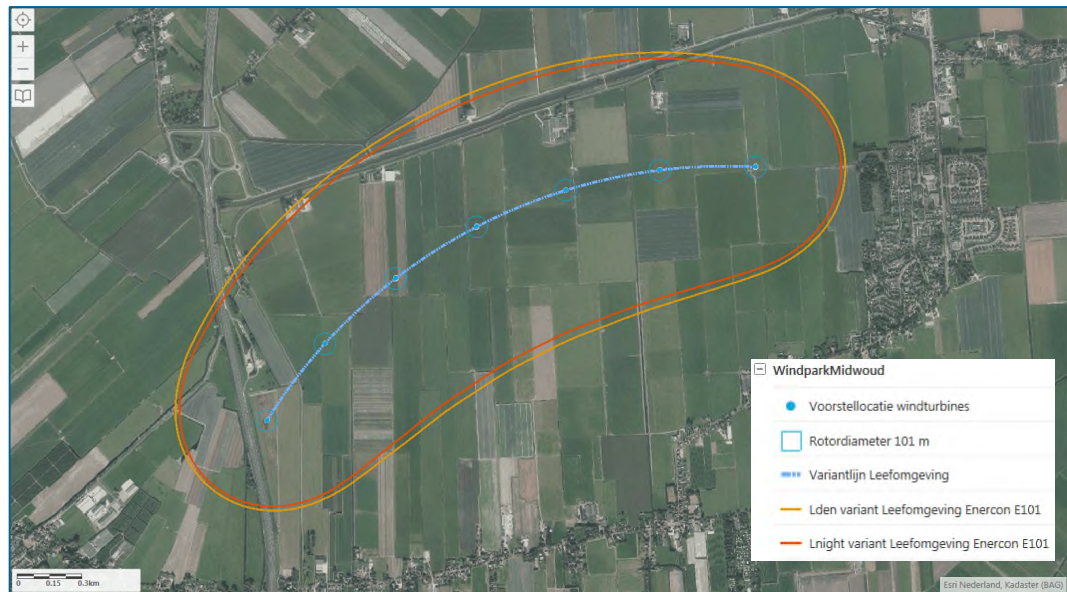 WindparkMidwoud
Voorstellocatie windturbines
Rotordiameter 101 m
Variantlijn Leefomgeving
Lden variant Leefomgeving Enercon E101
Lnight variant Leefomgeving Enercon E101
0 0.15 0.3km
Esri Nederland, Kadaster (BAG)